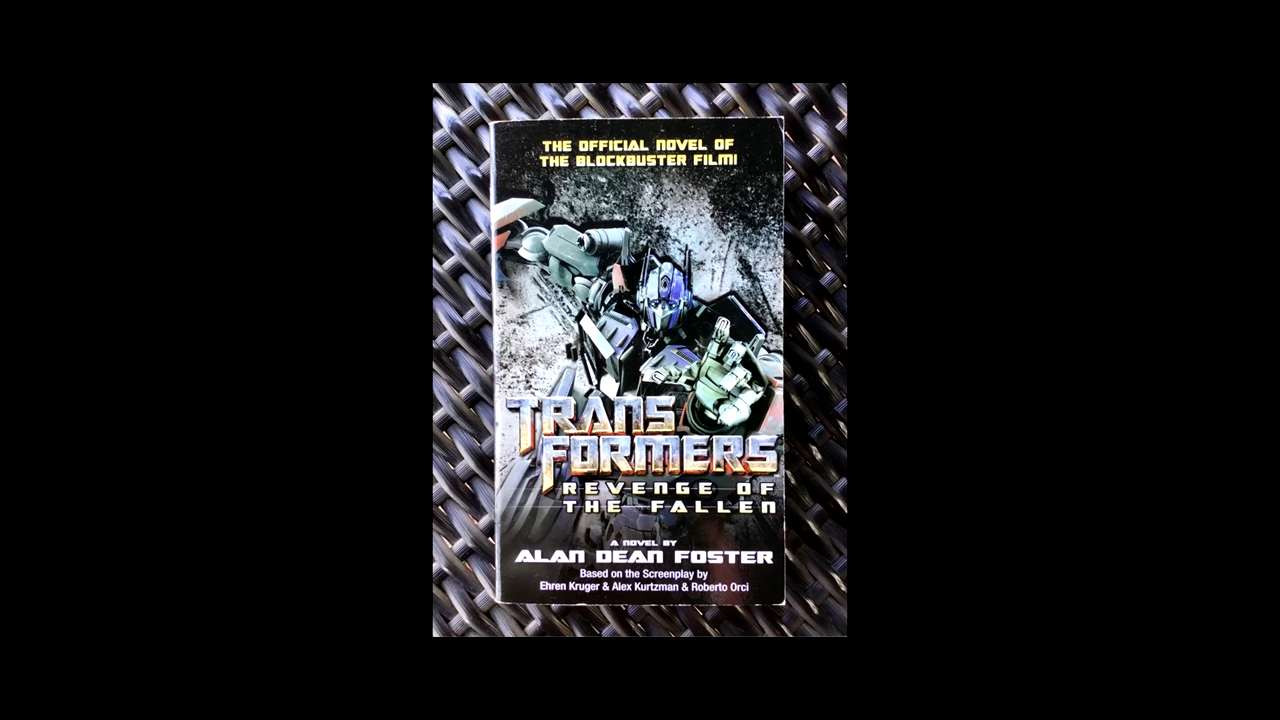 THE OFFICIAL NOVEL OF
THE BLOCKBUSTER FILM!
TRANS
FORMERS
REVENGE OF
THE FALLEN
A NOVEL BY
ALAN DEAN FOSTER
Based on the Screenplay by
Ehren Kruger & Alex Kurtzman & Roberto Orci